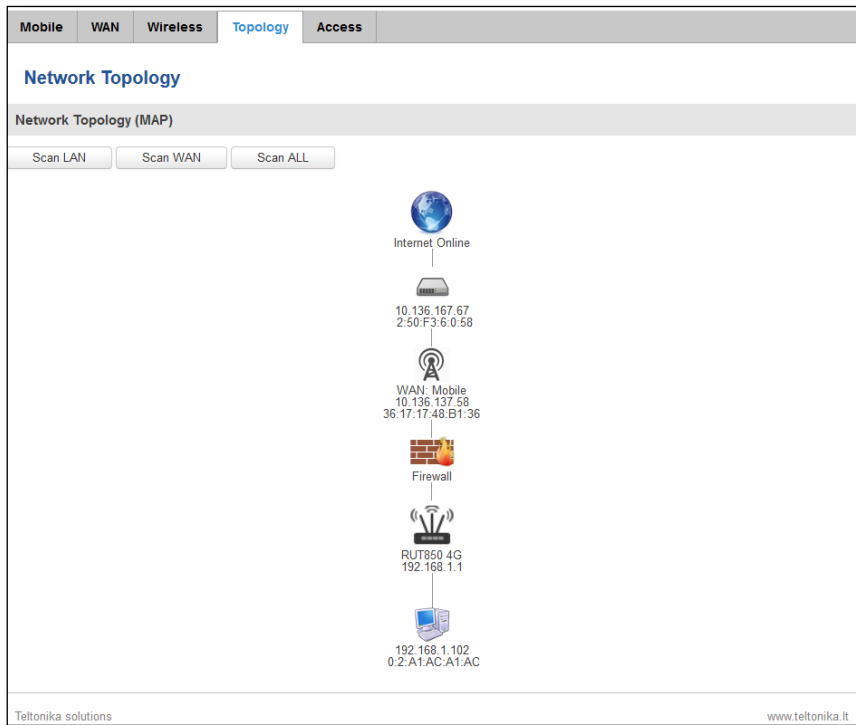 Mobile WAN Wireless Topology Access
Network Topology
Network Topology (MAP)
Scan LAN Scan WAN Scan ALL
Internet Online
10.136.167.67
2:50:F3:6:0:58
WAN: Mobile
10.136.137.58
36:17:17:48:B1:36
Firewall
RUT850 4G
192.168.1.1
192.168.1.102
0:2:A1:AC:A1:AC
Teltonika solutions www.teltonika.lt